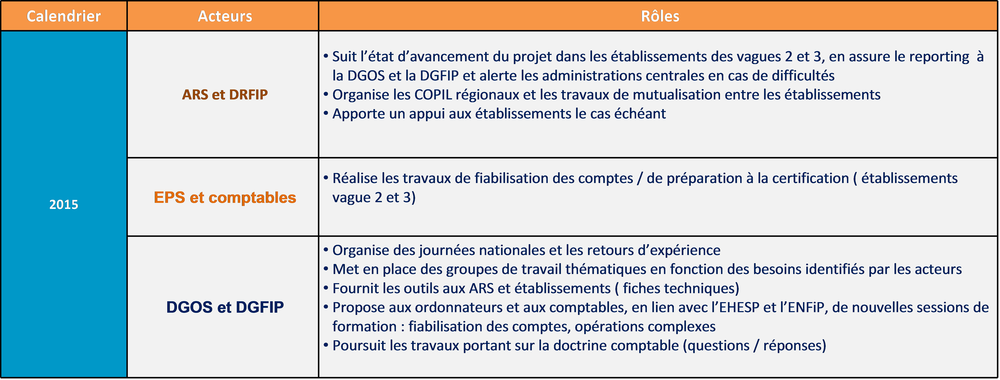 Calendrier Acteurs Rôles
• Suit l’état d’avancement du projet dans les établissements des vagues 2 et 3, en assure le reporting à
la DGOS et la DGFIP et alerte les administrations centrales en cas de difficultés
ARS et DRFIP
• Organise les COPIL régionaux et les travaux de mutualisation entre les établissements
• Apporte un appui aux établissements le cas échéant
2015
EPS et comptables
• Réalise les travaux de fiabilisation des comptes / de préparation à la certification ( établissements
vague 2 et 3)
DGOS et DGFIP
• Organise des journées nationales et les retours d’expérience
• Met en place des groupes de travail thématiques en fonction des besoins identifiés par les acteurs
• Fournit les outils aux ARS et établissements ( fiches techniques)
• Propose aux ordonnateurs et aux comptables, en lien avec l’EHESP et l’ENFiP, de nouvelles sessions de
formation : fiabilisation des comptes, opérations complexes
• Poursuit les travaux portant sur la doctrine comptable (questions / réponses)